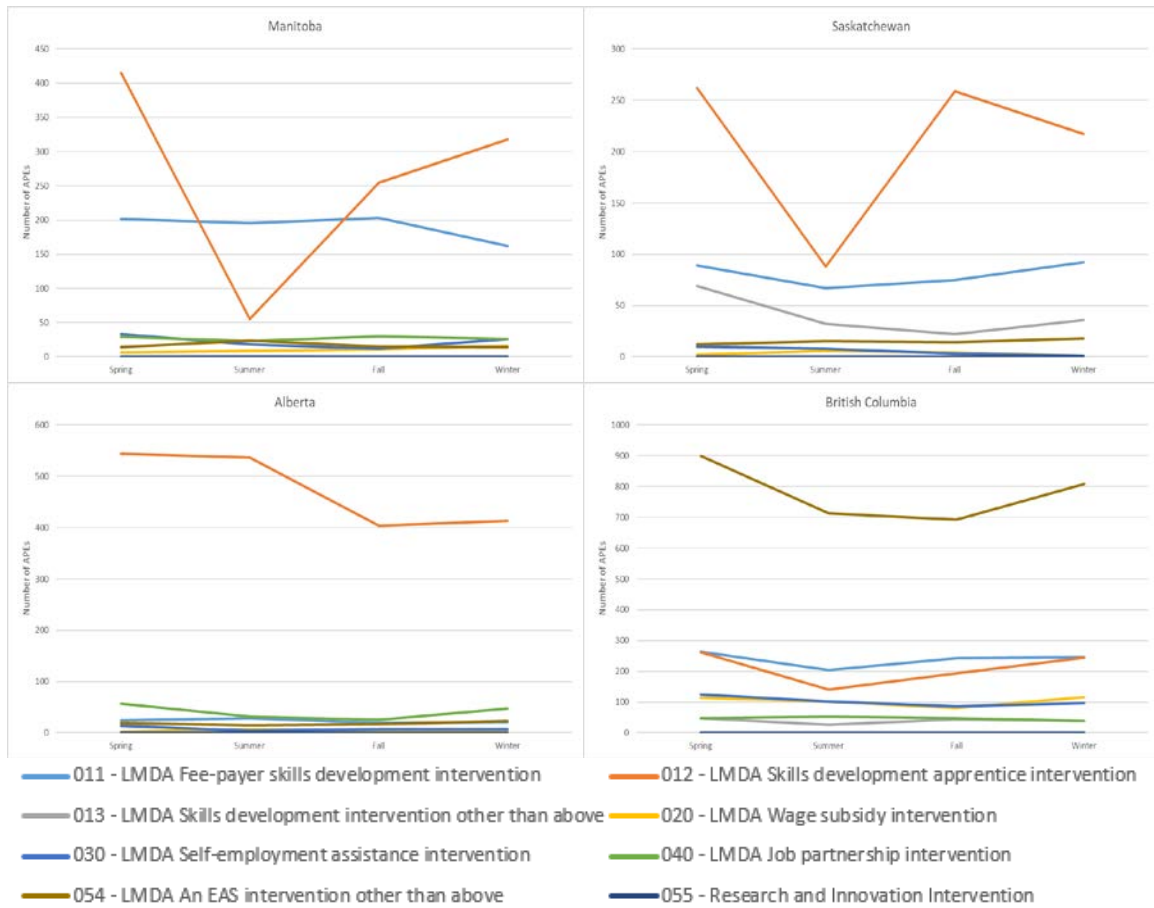 Manitoba
450
400
350
300
250
200
150
100
50
0
Number of APEs
Spring Summer Fall Winter
Saskatchewan
300
250
200
150
100
50
0
Number of APEs
Spring Summer Fall Winter
Alberta
600
500
400
300
200
100
0
Number of APEs
Spring Summer Fall Winter
British Columbia
1000
900
800
700
600
500
400
300
200
100
0
Number of APEs
Spring Summer Fall Winter
011 - LMDA Fee-payer skills development intervention
012 - LMDA Skills development apprentice intervention
013 - LMDA Skills development intervention other than above
020 - LMDA Wage subsidy intervention
030 - LMDA Self-employment assistance intervention
040 - LMDA Job partnership intervention
054 - LMDA An EAS intervention other than above
055 - Research and Innovation Intervention